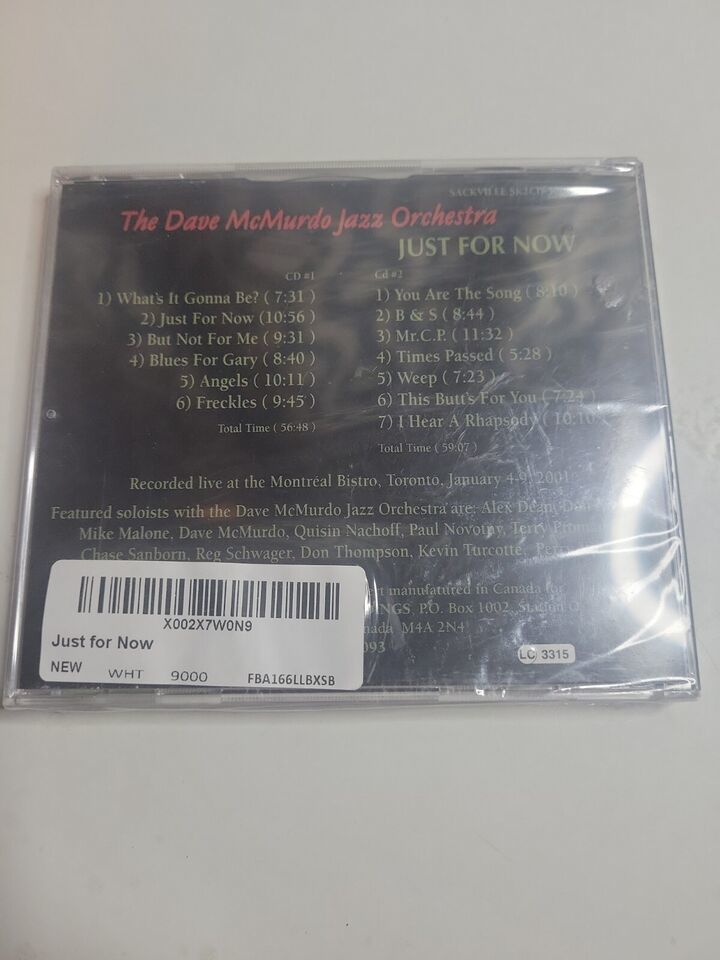 SACKVILLE
The Dave McMurdo Jazz Orchestra
JUST FOR NOW
CD #1
1) What's It Gonna Be? ( 7:31 )
2) Just For Now (10:56 )
3) But Not For Me ( 9:31 )
4) Blues For Gary ( 8:40 )
5) Angels ( 10:11 )
6) Freckles ( 9:45 )
Total Time ( 56:48 )
Cd #2
1) You Are The Song ( 8:10 )
2) B & S ( 8:44 )
3) Mr.C.P. ( 11:32 )
4) Times Passed ( 5:28 )
5) Weep ( 7:23 )
6) This Butt's For You ( 7:24 )
7) I Hear A Rhapsody ( 10:10
Total Time ( 59:07 )
Recorded live at the Montréal Bistro, Toronto, January 4-9, 2001
Featured soloists with the Dave McMurdo Jazz Orchestra are: Alex Dean,
Mike Malone, Dave McMurdo, Quisin Nachoff, Paul Novotny, Terry
Chase Sanborn, Reg Schwager, Don Thompson, Kevin Turcotte,
manufatured in Canada for
P.O. Box 1002, Station O
M4A 2N4
093
LC 3315
X002X7W0N9
Just for Now
NEW WHT 9000 FBA166LLBXSB